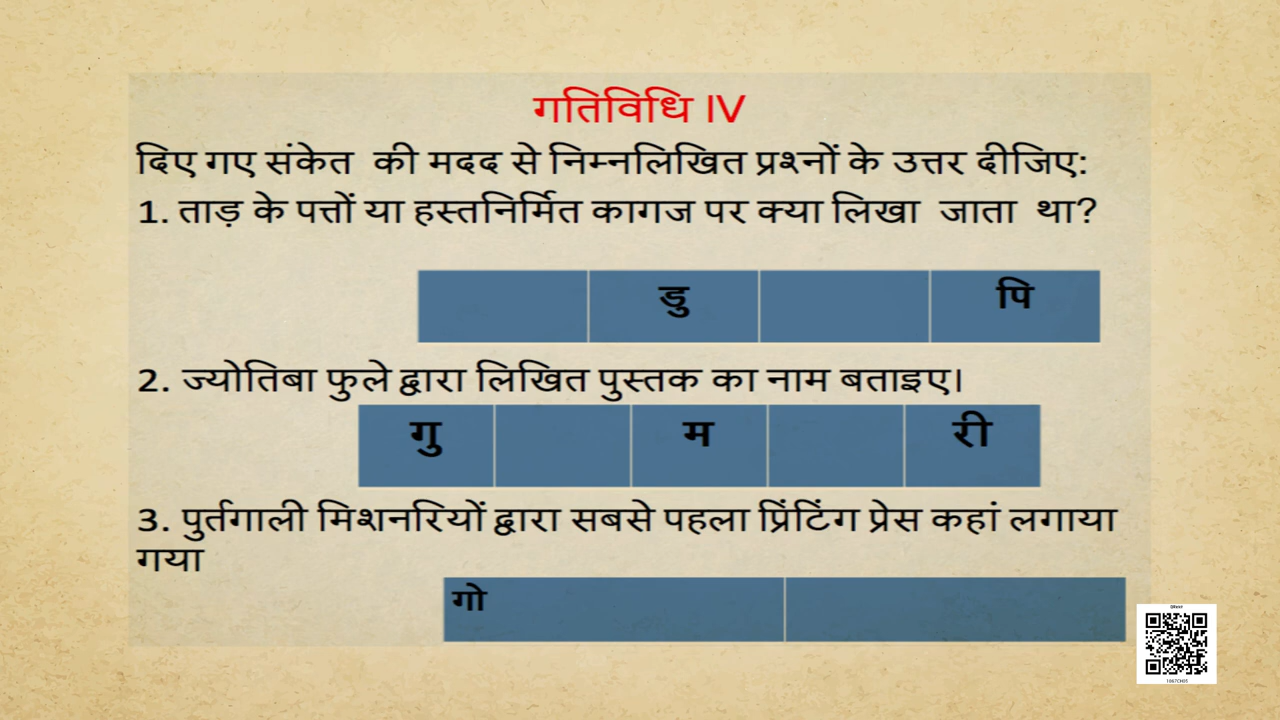 गतिविधि IV
दिए गए संकेत की मदद से निम्नलिखित प्रश्नों के उत्तर दीजिए:
1. ताड़ के पत्तों या हस्तनिर्मित कागज पर क्या लिखा जाता था?
डु पि
2. ज्योतिबा फुले द्वारा लिखित पुस्तक का नाम बताइए।
गु म री
3. पुर्तगाली मिशनरियों द्वारा सबसे पहला प्रिंटिंग प्रेस कहां लगाया
गया
गो
1067CH05